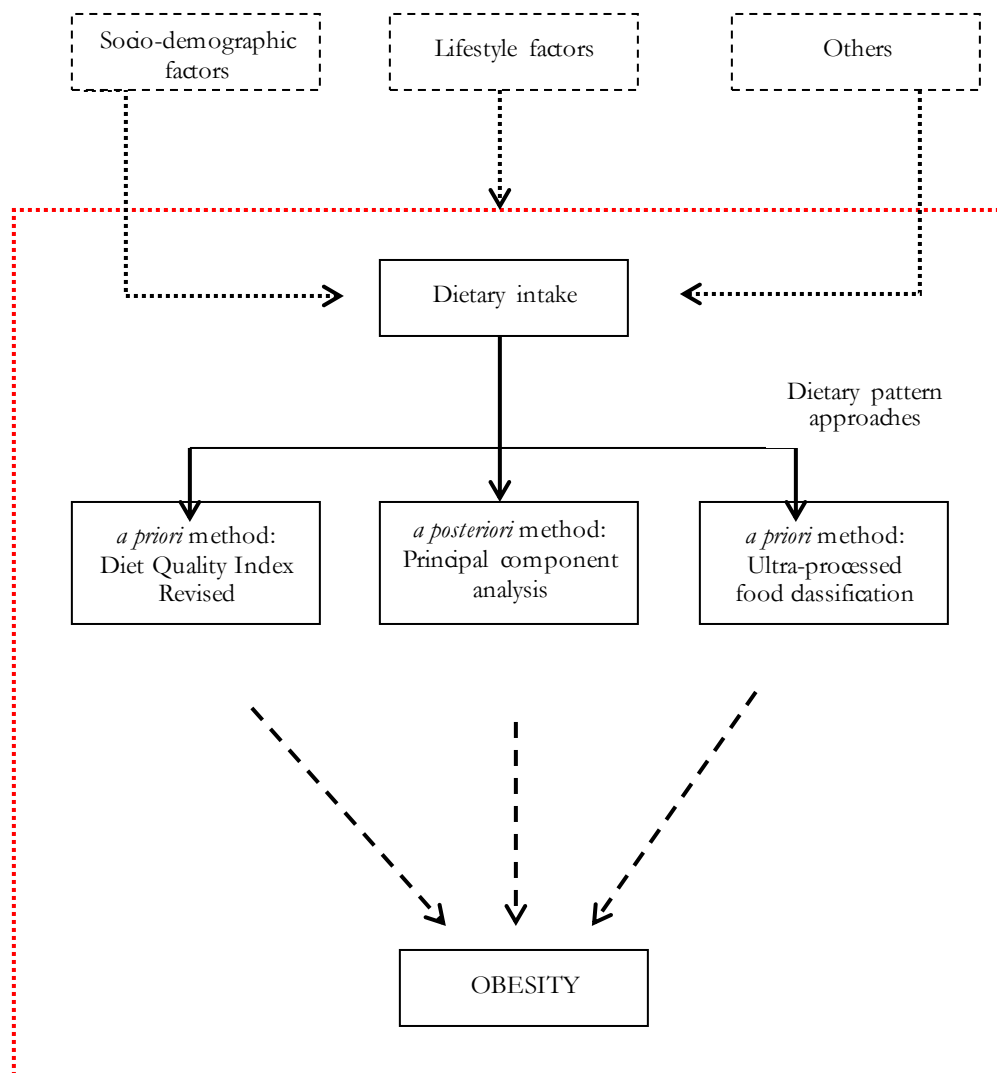 Socio-demographic
factors
Lifestyle factors
Others
Dietary intake
Dietary pattern
approaches
a priori method:
Diet Quality Index
Revised
a posteriori method:
Principal component
analysis
a priori method:
Ultra-processed
food classification
OBESITY